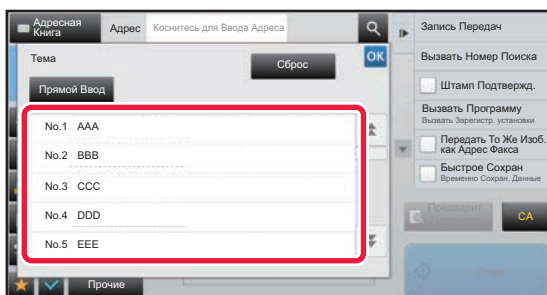 Адресная
Книга
Адрес
Коснитесь для Ввода Адреса
Тема
Сброс
OK
Прямой Ввод
No.1 AAA
No.2 BBB
No.3 CCC
No.4 DDD
No.5 EEE
Прочие
Запись Передач
Вызвать Номер Поиска
Штамп Подтвержд.
Вызвать Программу
Вызвать Зарегистр. установки
Передать То Же Изоб.
как Адрес Факса
Быстрое Сохран
Временно Сохран. Данные
Предварит.
CA
Старт